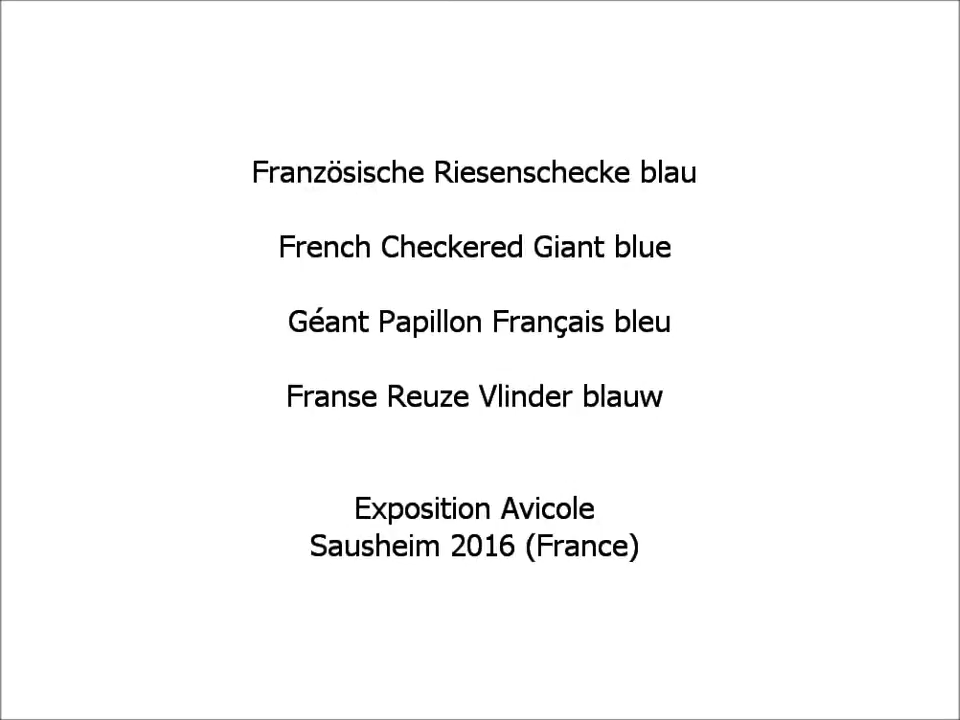 Französische Riesenschecke blau
French Checkered Giant blue
Géant Papillon Français bleu
Franse Reuze Vlinder blauw
Exposition Avicole
Sausheim 2016 (France)